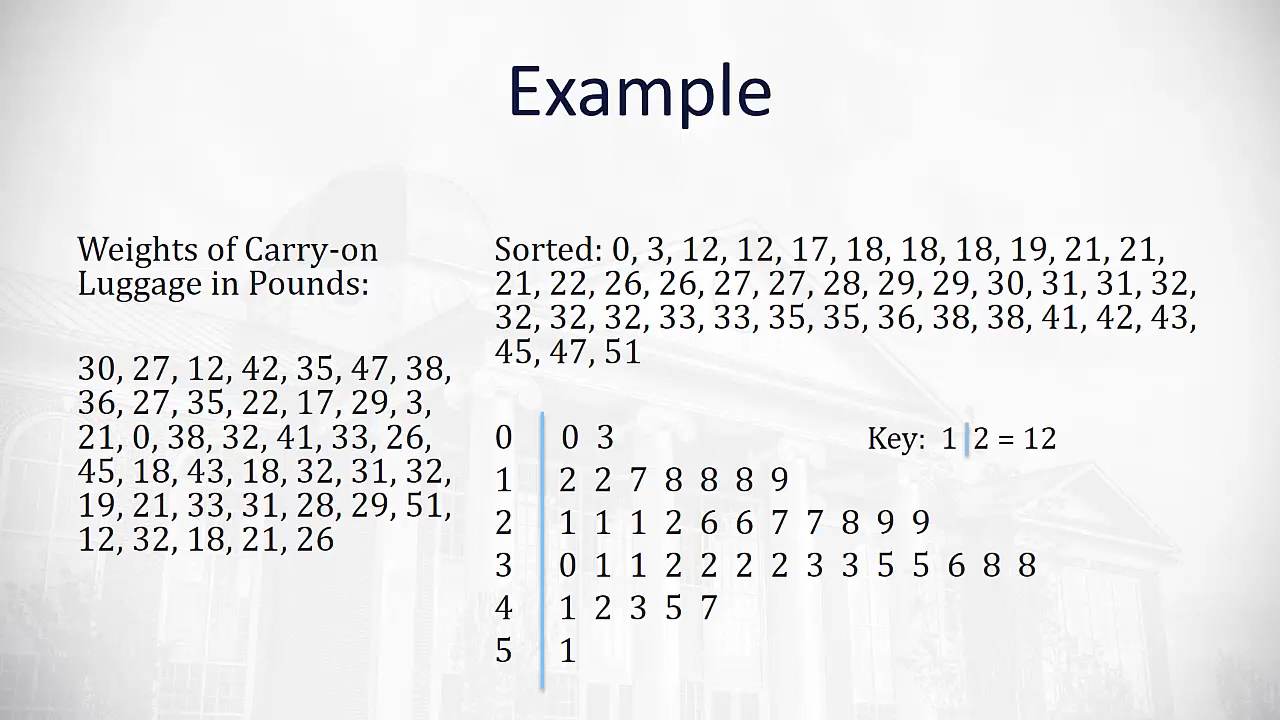 Example
Weights of Carry-on
Luggage in Pounds:
30, 27, 12, 42, 35, 47, 38,
36, 27, 35, 22, 17, 29, 3,
21, 0, 38, 32, 41, 33, 26,
45, 18, 43, 18, 32, 31, 32,
19, 21, 33, 31, 28, 29, 51,
12, 32, 18, 21, 26
Sorted: 0, 3, 12, 12, 17, 18, 18, 18, 19, 21, 21,
21, 22, 26, 26, 27, 27, 28, 29, 29, 30, 31, 31, 32,
32, 32, 32, 33, 33, 35, 35, 36, 38, 38, 41, 42, 43,
45, 47, 51
0 | 0 3
1 | 2 2 7 8 8 8 9
2 | 1 1 1 2 6 6 7 7 8 9 9
3 | 0 1 1 2 2 2 2 3 3 5 5 6 8 8
4 | 1 2 3 5 7
5 | 1
Key: 1 | 2 = 12